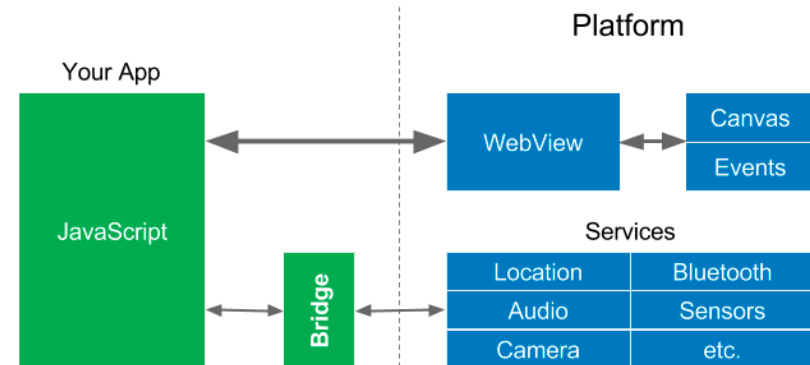 Platform
Your App
JavaScript
WebView
Canvas
Events
Bridge
Services
Location Bluetooth
Audio Sensors
Camera etc.